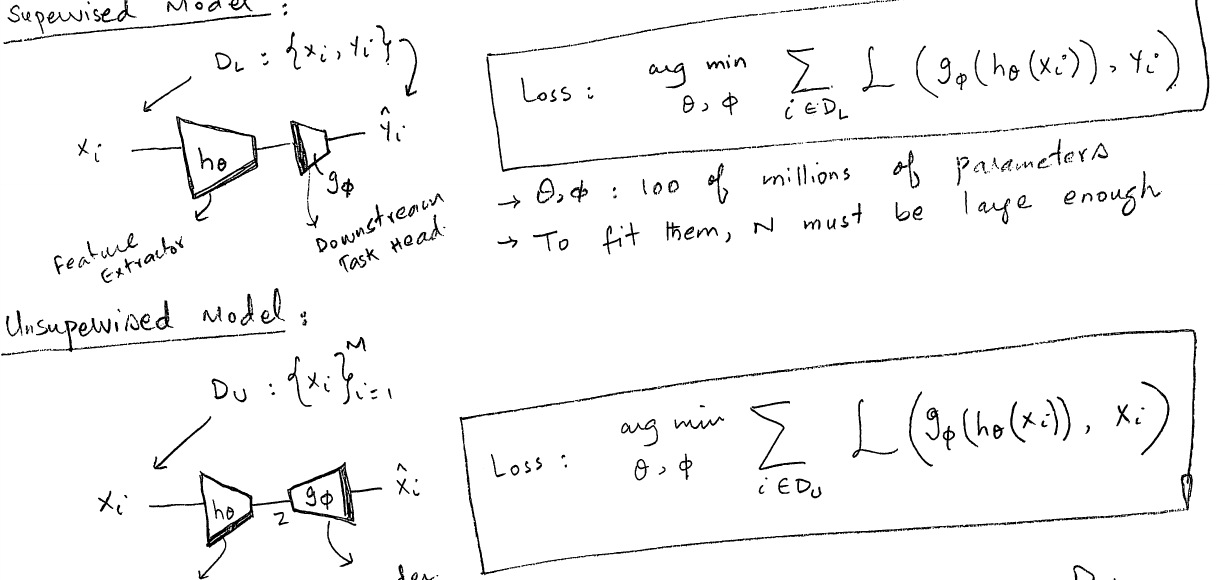 Supervised Model :
D_L : {x_i, Y_i}
x_i h_θ g_φ Ŷ_i
Feature Extractor
Downstream Task Head.
Loss : arg min_{θ, φ} ∑_{i ∈ D_L} L ( g_φ (h_θ (x_i)), Y_i )
→ θ, φ : 100 of millions of parameters
→ To fit them, N must be large enough
Unsupervised Model :
D_U : {x_i}_{i=1}^M
x_i h_θ z g_φ x̂_i
Loss : arg min_{θ, φ} ∑_{i ∈ D_U} L ( g_φ (h_θ (x_i)), x_i )